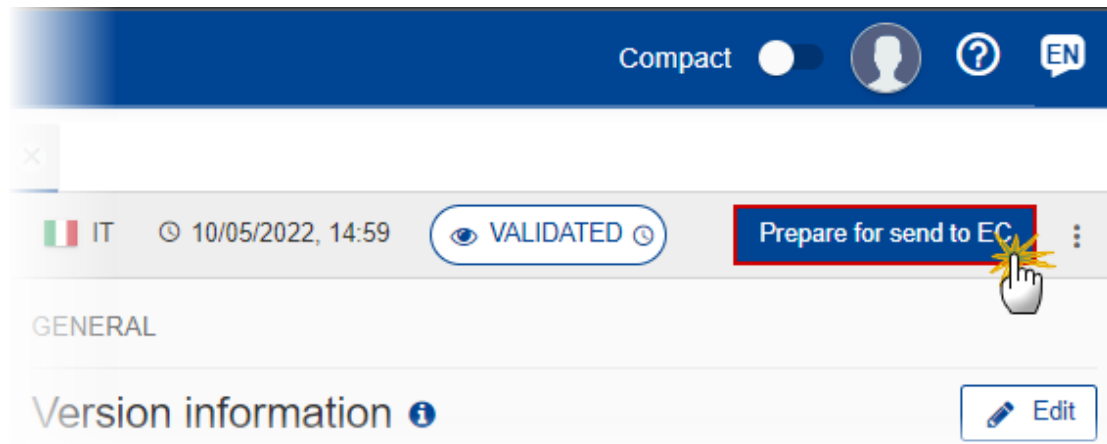 Compact EN
IT 10/05/2022, 14:59 VALIDATED Prepare for send to EC
GENERAL
Version information
Edit